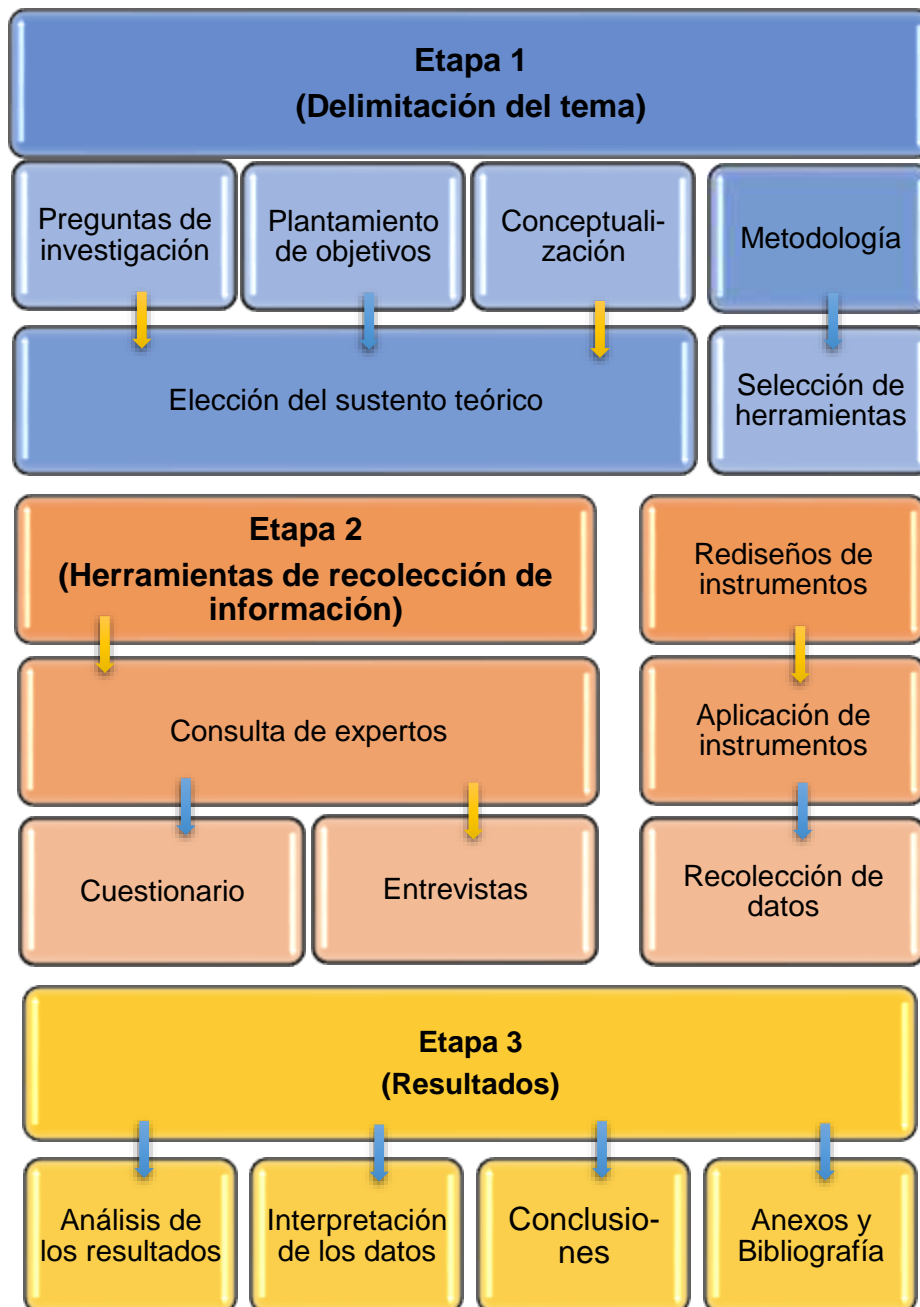 Etapa 1
(Delimitación del tema)
Preguntas de
investigación
Plantamiento
de objetivos
Conceptuali-
zación
Metodología
Elección del sustento teórico
Selección de
herramientas
Etapa 2
(Herramientas de recolección de
información)
Rediseños de
instrumentos
Consulta de expertos
Aplicación de
instrumentos
Cuestionario
Entrevistas
Recolección de
datos
Etapa 3
(Resultados)
Análisis de
los resultados
Interpretación
de los datos
Conclusio-
nes
Anexos y
Bibliografía